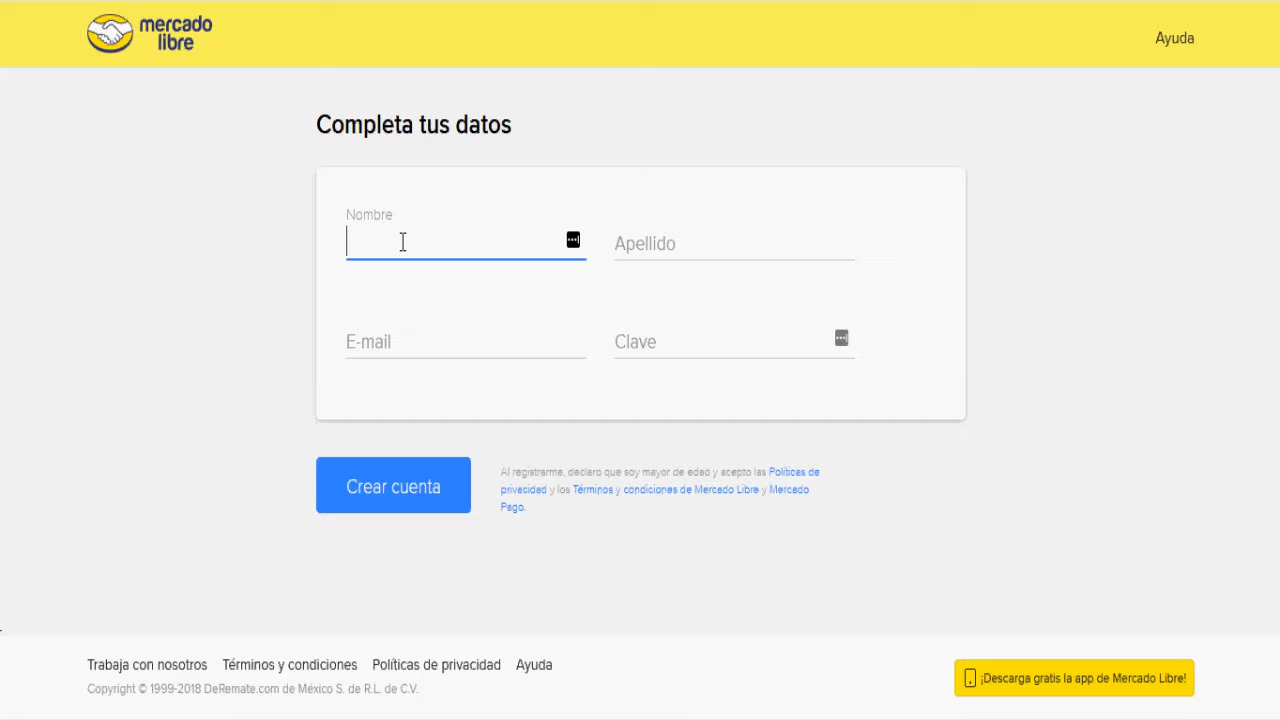 mercado
libre
Ayuda
Completa tus datos
Nombre
Apellido
E-mail
Clave
Crear cuenta
Al registrarme, declaro que soy mayor de edad y acepto las Políticas de
privacidad y los Términos y condiciones de Mercado Libre y Mercado
Pago.
Trabaja con nosotros Términos y condiciones Políticas de privacidad Ayuda
Copyright © 1999-2018 DeRemate.com de México S. de R.L. de C.V.
¡Descarga gratis la app de Mercado Libre!